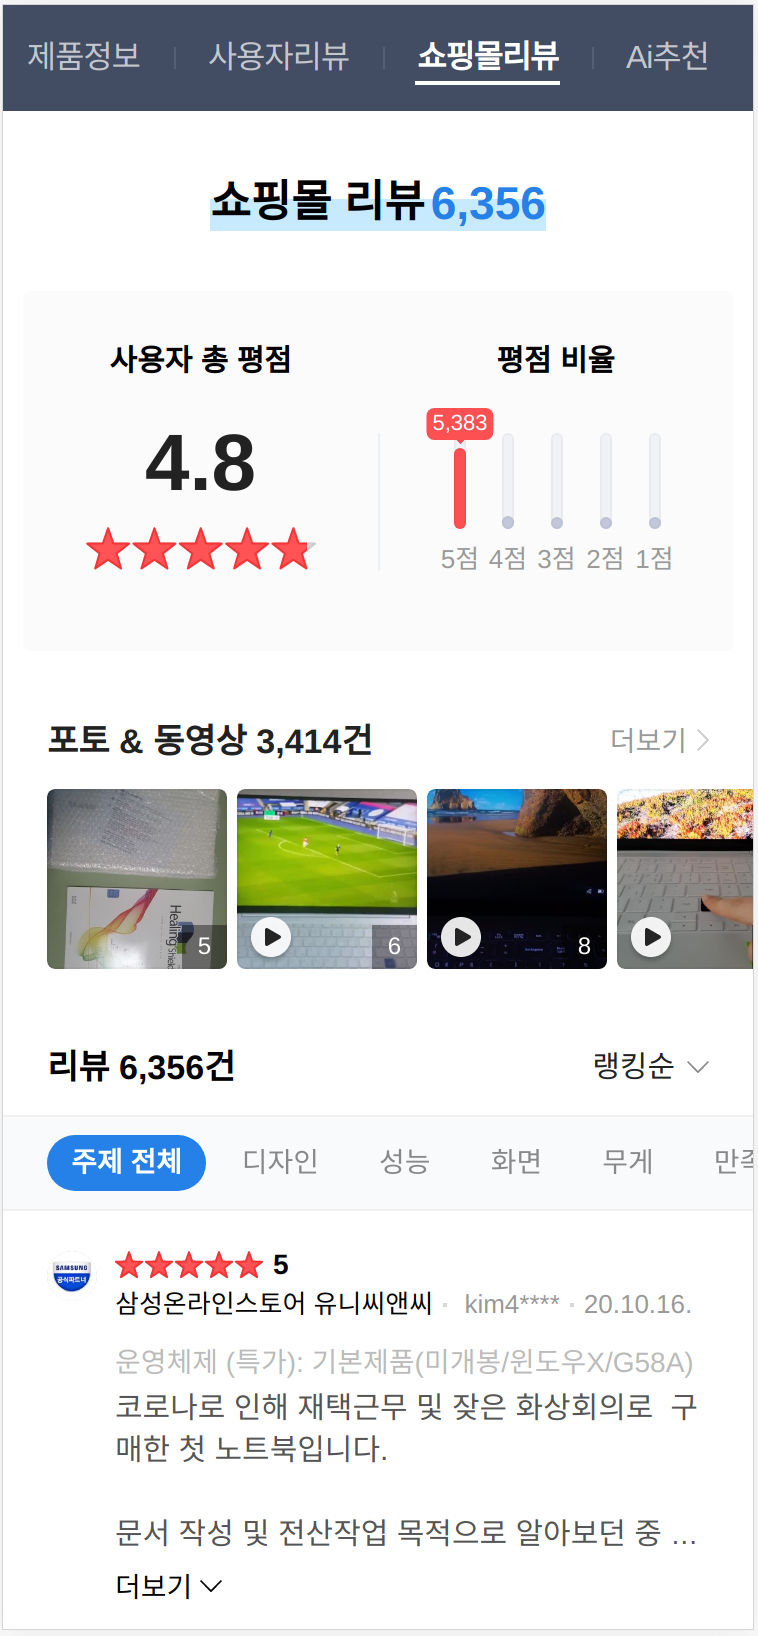 제품정보
사용자리뷰
쇼핑몰리뷰
Ai추천
쇼핑몰 리뷰 6,356
사용자 총 평점
4.8
평점 비율
5,383
5점 4점 3점 2점 1점
포토 & 동영상 3,414건
더보기
Healing Shield
5
6
8
리뷰 6,356건
랭킹순
주제 전체
디자인
성능
화면
무게
만족
SAMSUNG
공식파트너
5
삼성온라인스토어 유니씨앤씨 kim4**** 20.10.16.
운영체제 (특가): 기본제품(미개봉/윈도우X/G58A)
코로나로 인해 재택근무 및 잦은 화상회의로  구
매한 첫 노트북입니다.
문서 작성 및 전산작업 목적으로 알아보던 중 ...
더보기